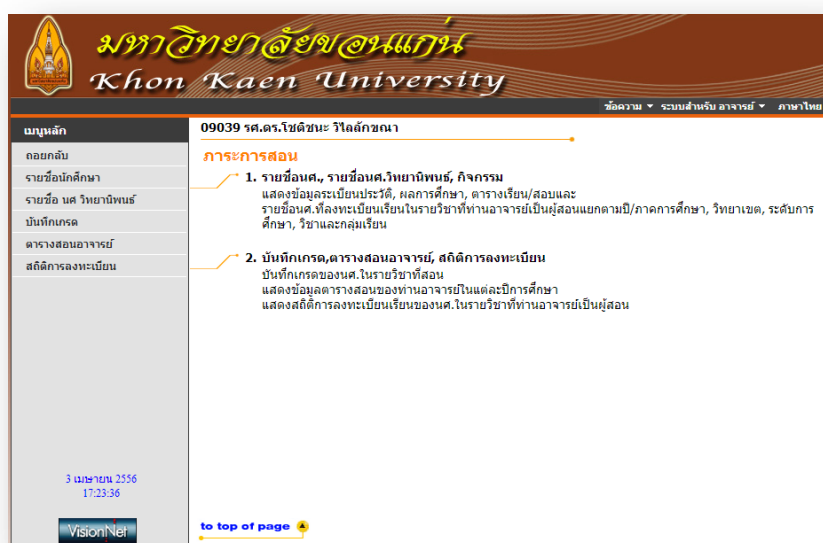 มหาวิทยาลัยขอนแก่น
Khon Kaen University
ข้อความ ระบบสำหรับ อาจารย์ ภาษาไทย
เมนูหลัก
ถอยกลับ
รายชื่อนักศึกษา
รายชื่อ นศ วิทยานิพนธ์
บันทึกเกรด
ตารางสอนอาจารย์
สถิติการลงทะเบียน
3 เมษายน 2556
17:23:36
VisionNet
09039 รศ.ดร.โชติชนะ วิไลลักขณา
ภาระการสอน
1. รายชื่อนศ., รายชื่อนศ.วิทยานิพนธ์, กิจกรรม
แสดงข้อมูลระเบียนประวัติ, ผลการศึกษา, ตารางเรียน/สอบและ
รายชื่อนศ.ที่ลงทะเบียนเรียนในรายวิชาที่ท่านอาจารย์เป็นผู้สอนแยกตามปี/ภาคการศึกษา, วิทยาเขต, ระดับการ
ศึกษา, วิชาและกลุ่มเรียน
2. บันทึกเกรด,ตารางสอนอาจารย์, สถิติการลงทะเบียน
บันทึกเกรดของนศ.ในรายวิชาที่สอน
แสดงข้อมูลตารางสอนของท่านอาจารย์ในแต่ละปีการศึกษา
แสดงสถิติการลงทะเบียนเรียนของนศ.ในรายวิชาที่ท่านอาจารย์เป็นผู้สอน
to top of page